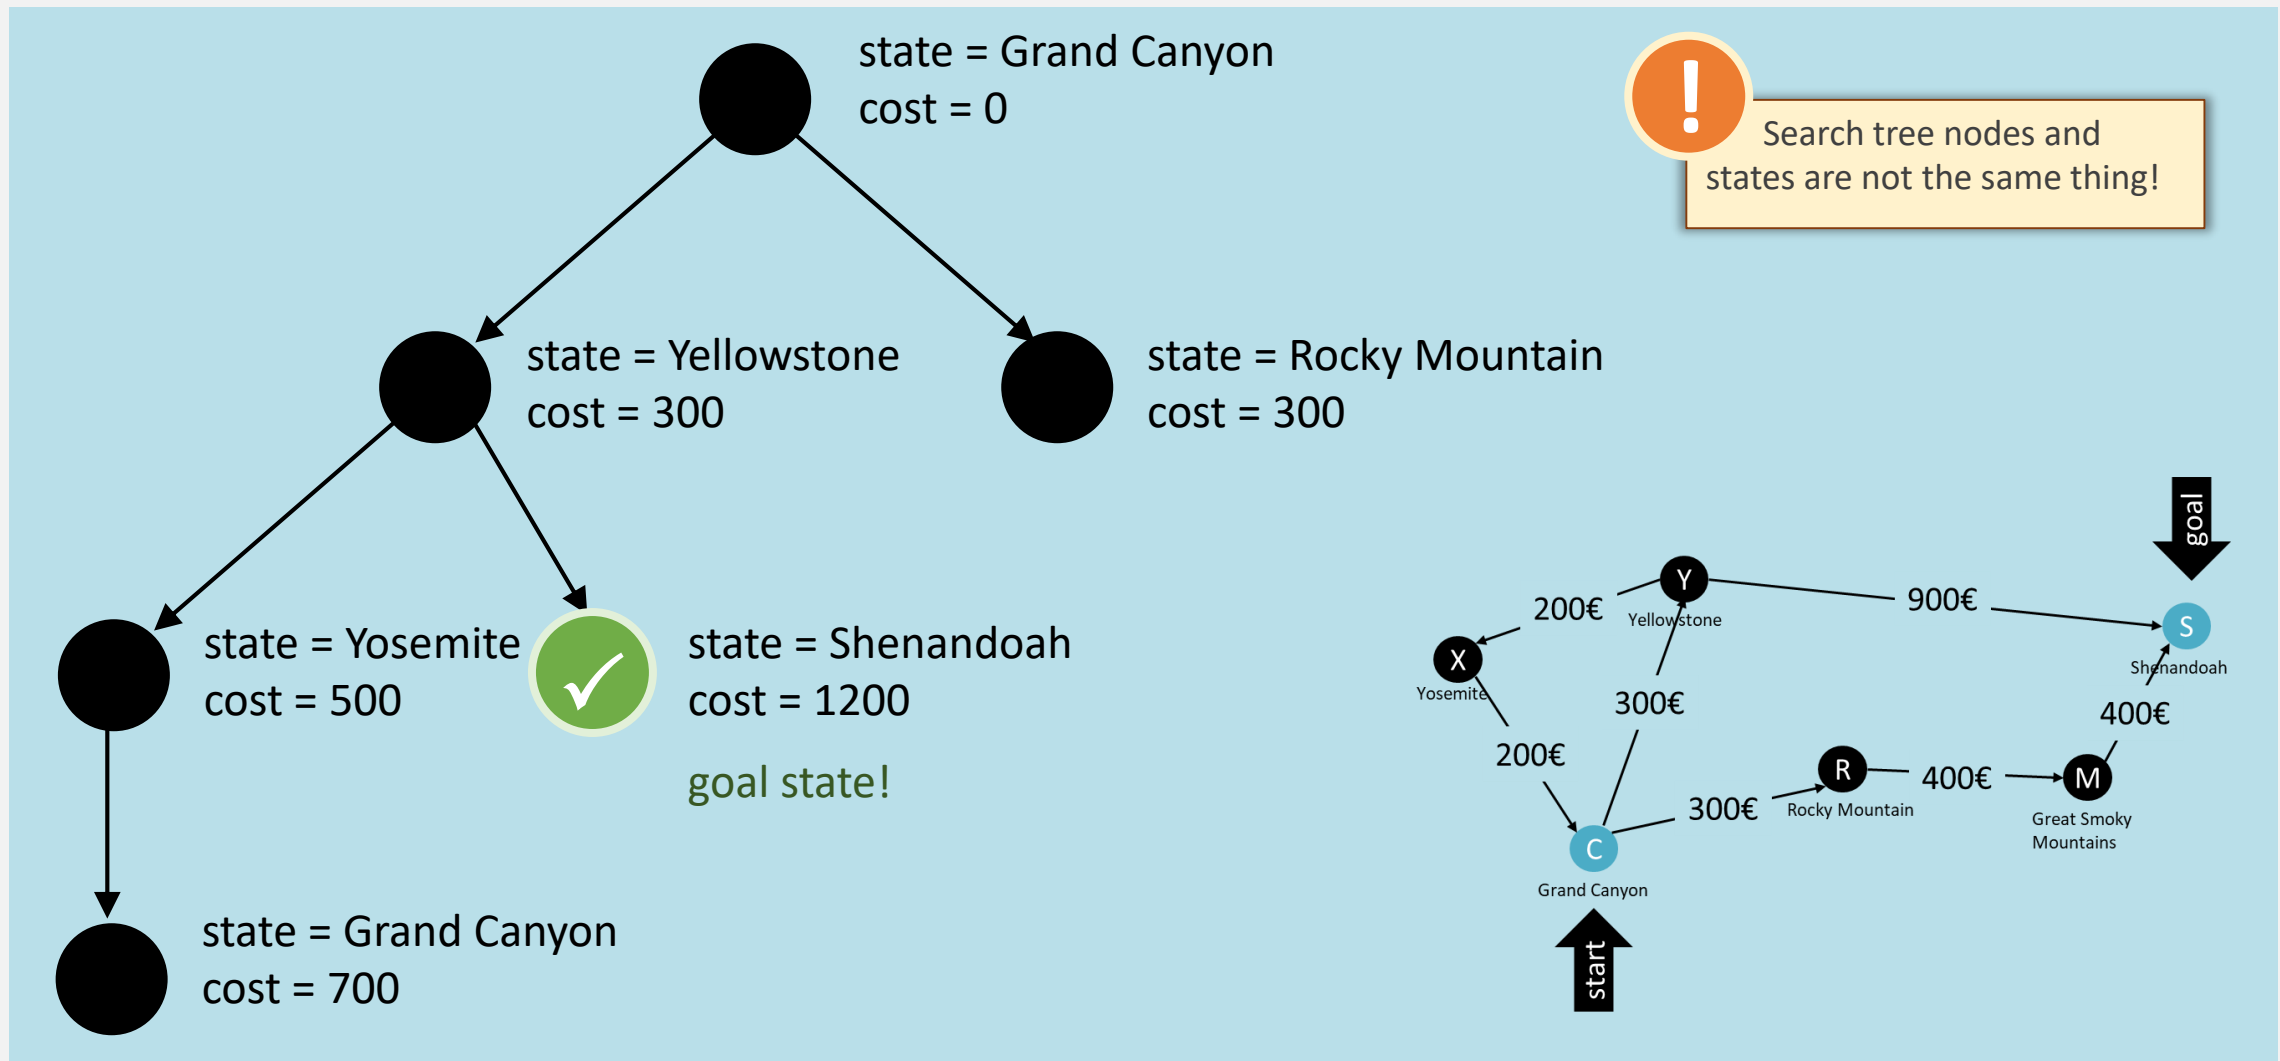 state = Grand Canyon
cost = 0
!
Search tree nodes and
states are not the same thing!
state = Yellowstone
cost = 300
state = Rocky Mountain
cost = 300
state = Yosemite
cost = 500
state = Shenandoah
cost = 1200
goal state!
state = Grand Canyon
cost = 700
goal
Y
Yellowstone
200€
900€
S
Shenandoah
X
Yosemite
300€
400€
200€
R
Rocky Mountain
400€
M
Great Smoky
Mountains
300€
C
Grand Canyon
start